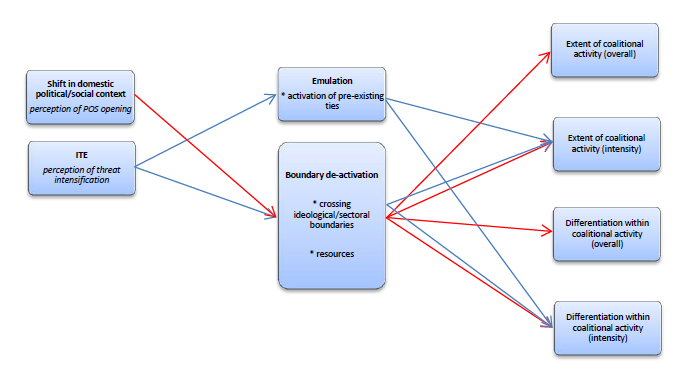 Shift in domestic
political/social context
perception of POS opening
ITE
perception of threat
intensification
Emulation
* activation of pre-existing
ties
Boundary de-activation
* crossing
ideological/sectoral
boundaries
* resources
Extent of coalitional
activity (overall)
Extent of coalitional
activity (intensity)
Differentiation within
coalitional activity
(overall)
Differentiation within
coalitional activity
(intensity)